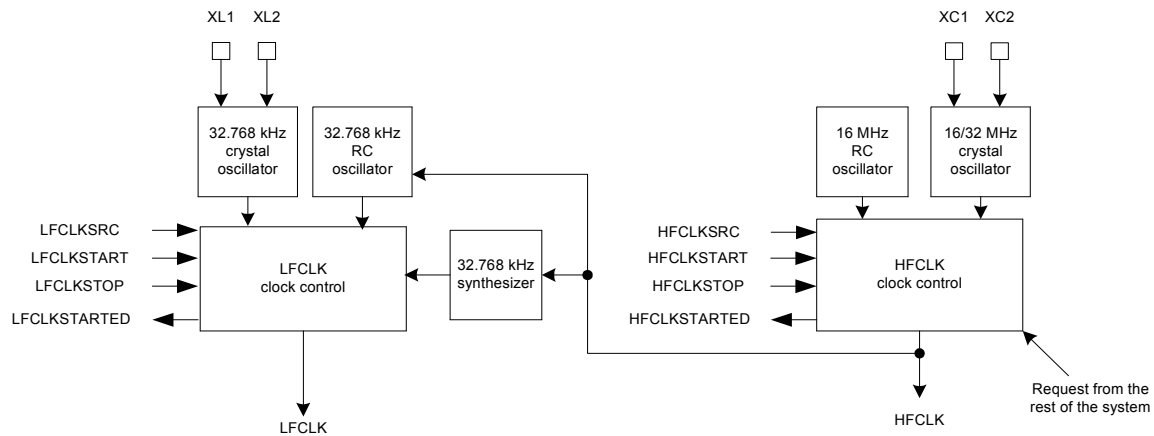 XL1
XL2
XC1
XC2
32.768 kHz
crystal
oscillator
32.768 kHz
RC
oscillator
16 MHz
RC
oscillator
16/32 MHz
crystal
oscillator
LFCLKSRC
LFCLKSTART
LFCLKSTOP
LFCLKSTARTED
LFCLK
clock control
32.768 kHz
synthesizer
HFCLKSRC
HFCLKSTART
HFCLKSTOP
HFCLKSTARTED
HFCLK
clock control
Request from the
rest of the system
LFCLK
HFCLK